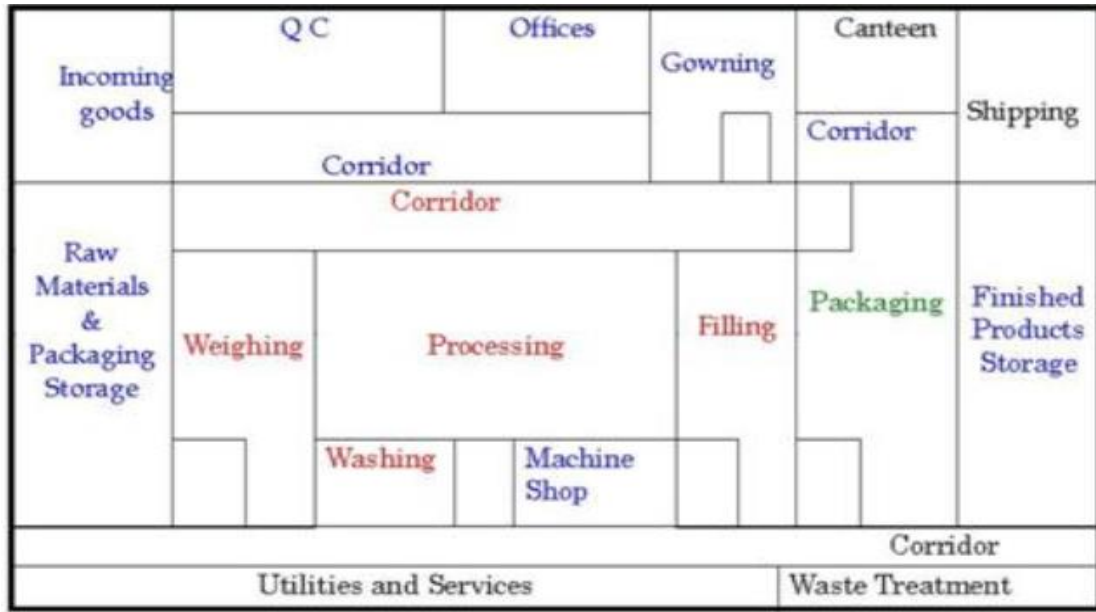 Q C
Offices
Canteen
Incoming
goods
Gowning
Shipping
Corridor
Corridor
Corridor
Raw
Materials
&
Packaging
Storage
Weighing
Processing
Filling
Packaging
Finished
Products
Storage
Washing
Machine
Shop
Corridor
Utilities and Services
Waste Treatment